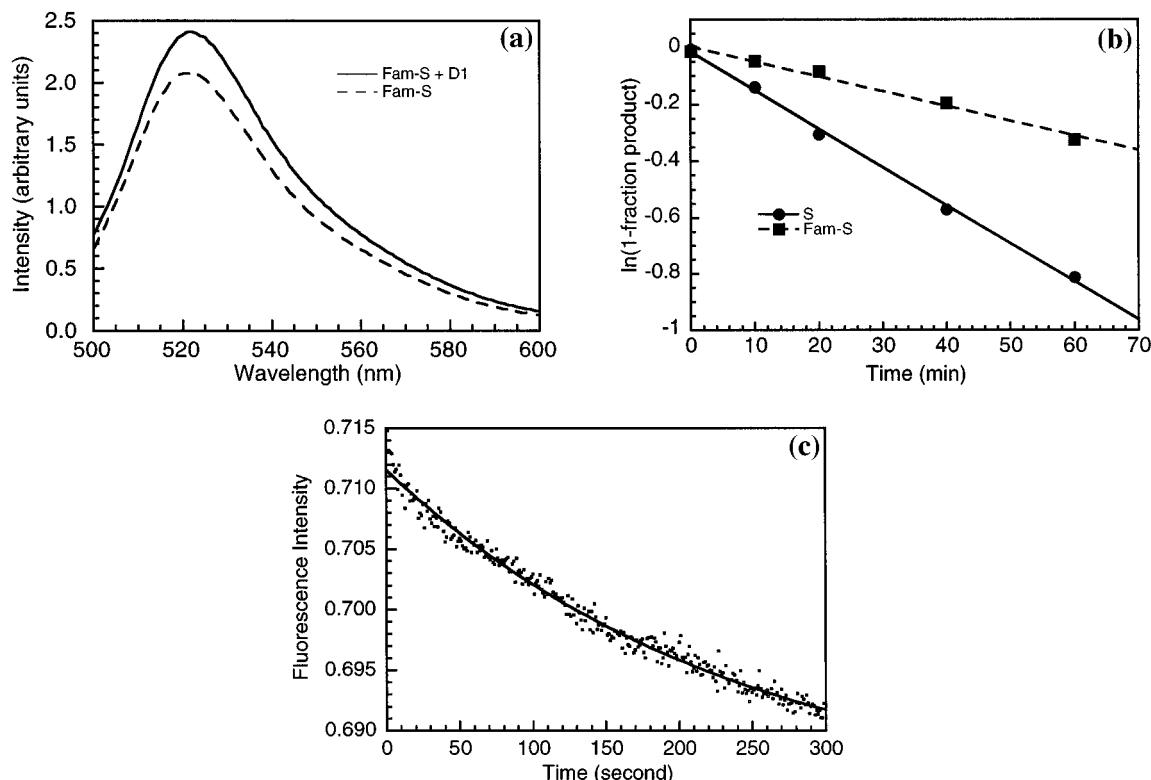 (a)
Intensity (arbitrary units)
2.5
2.0
1.5
1.0
0.5
0.0
Fam-S + D1
Fam-S
500 520 540 560 580 600
Wavelength (nm)
(b)
ln(1-fraction product)
0
-0.2
-0.4
-0.6
-0.8
-1
S
Fam-S
0 10 20 30 40 50 60 70
Time (min)
(c)
Fluorescence Intensity
0.715
0.710
0.705
0.700
0.695
0.690
0 50 100 150 200 250 300
Time (second)